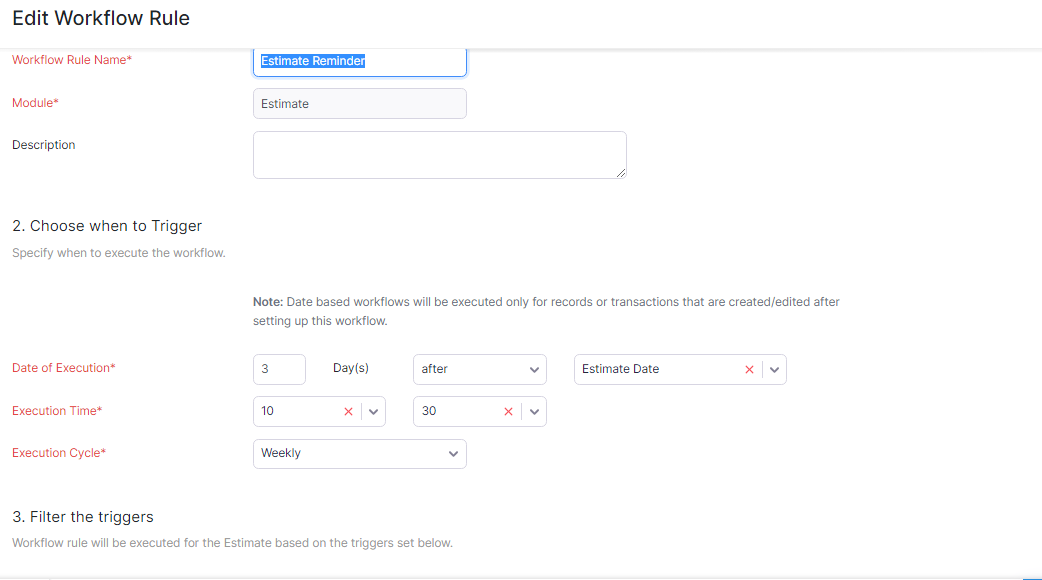 Edit Workflow Rule
Workflow Rule Name*
Estimate Reminder
Module*
Estimate
Description
2. Choose when to Trigger
Specify when to execute the workflow.
Note: Date based workflows will be executed only for records or transactions that are created/edited after
setting up this workflow.
Date of Execution* 3 Day(s) after Estimate Date
Execution Time* 10 30
Execution Cycle* Weekly
3. Filter the triggers
Workflow rule will be executed for the Estimate based on the triggers set below.